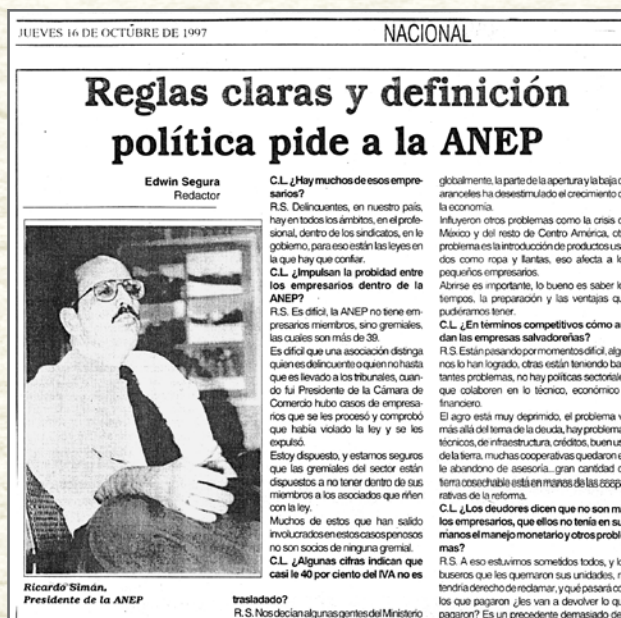 JUEVES 16 DE OCTUBRE DE 1997
NACIONAL
Reglas claras y definición
política pide a la ANEP
Edwin Segura
Redactor
Ricardo Simán,
Presidente de la ANEP
C.L. ¿Hay muchos de esos empre-
sarios?
R.S. Delincuentes, en nuestro país,
hay en todos los ámbitos, en el profe-
sional, dentro de los sindicatos, en le
gobierno, para eso están las leyes en
la que hay que confiar.
C.L. ¿Impulsan la probidad entre
los empresarios dentro de la
ANEP?
R.S. Es difícil, la ANEP no tiene em-
presarios miembros, sino gremiales,
las cuales son más de 39.
Es difícil que una asociación distinga
quien es delincuente o quien no hasta
que es llevado a los tribunales, cuan-
do fui Presidente de la Cámara de
Comercio hubo casos de empresa-
rios que se les procesó y comprobó
que había violado la ley y se les
expulsó.
Estoy dispuesto, y estamos seguros
que las gremiales del sector están
dispuestos a no tener dentro de sus
miembros a los asociados que riñen
con la ley.
Muchos de estos que han salido
involucrados en estos casos penosos
no son socios de ninguna gremial.
C.L. ¿Algunas cifras indican que
casi le 40 por ciento del IVA no es
trasladado?
R.S. Nos decían algunas gentes del Ministerio
globalmente, la parte de la apertura y la baja
aranceles ha desestimulado el crecimiento
la economía.
Influyeron otros problemas como la crisis
México y del resto de Centro América,
problema es la introducción de productos
dos como ropa y llantas, eso afecta a
pequeños empresarios.
Abrirse es importante, lo bueno es saber
tiempos, la preparación y las ventajas
pudiéramos tener.
C.L. ¿En términos competitivos cómo
dan las empresas salvadoreñas?
R.S. Están pasando por momentos difícil,
nos lo han logrado, otras están teniendo
tantes problemas, no hay políticas
que colaboren en lo técnico, económico
financiero.
El agro está muy deprimido, el problema
más allá del tema de la deuda, hay
técnicos, de infraestructura, créditos, buen
de la tierra, muchas cooperativas quedaron
le abandono de asesoría...gran cantidad
tierra cosechable está en manos de las
rativas de la reforma.
C.L. ¿Los deudores dicen que no son
los empresarios, que ellos no tenía en
manos el manejo monetario y otros
mas?
R.S. A eso estuvimos sometidos todos, y
buseros que les quemaron sus unidades,
tendría derecho de reclamar, y qué pasará
los que pagaron ¿les van a devolver lo
pagaron? Es un precedente demasiado